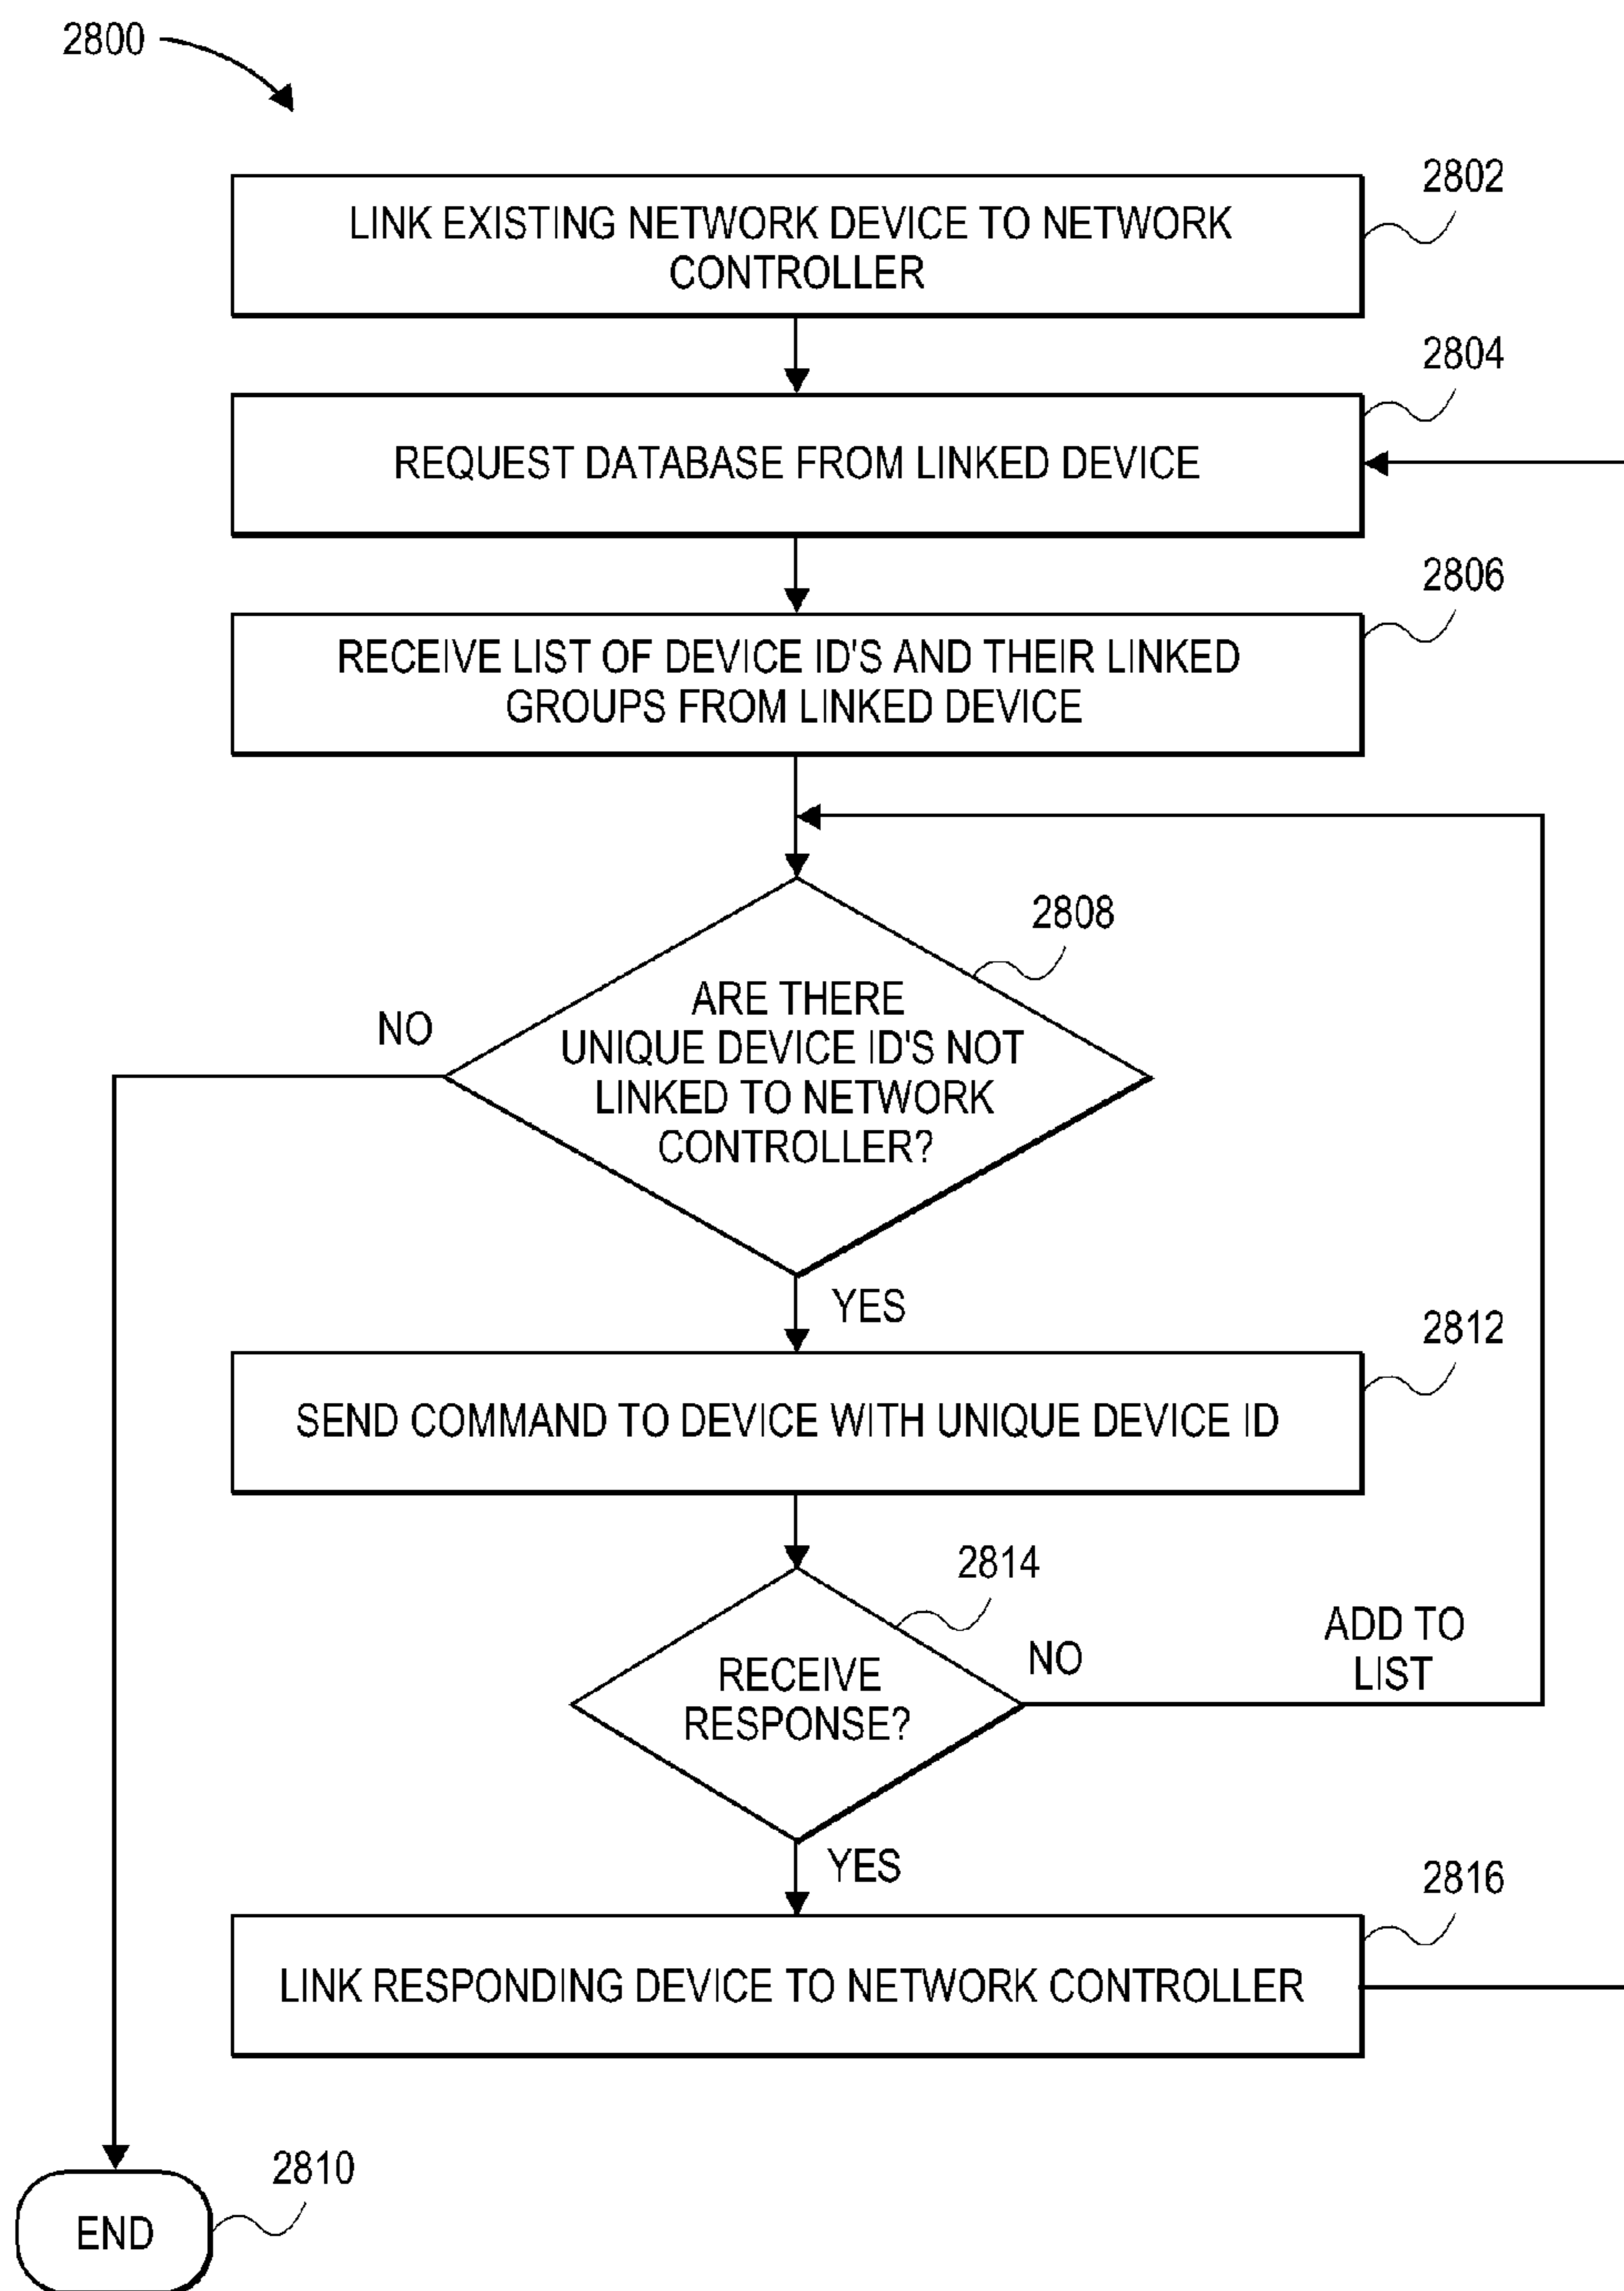 2800
2802
LINK EXISTING NETWORK DEVICE TO NETWORK
CONTROLLER
2804
REQUEST DATABASE FROM LINKED DEVICE
2806
RECEIVE LIST OF DEVICE ID'S AND THEIR LINKED
GROUPS FROM LINKED DEVICE
2808
NO
ARE THERE
UNIQUE DEVICE ID'S NOT
LINKED TO NETWORK
CONTROLLER?
YES
2812
SEND COMMAND TO DEVICE WITH UNIQUE DEVICE ID
2814
RECEIVE
RESPONSE?
NO
ADD TO
LIST
YES
2816
LINK RESPONDING DEVICE TO NETWORK CONTROLLER
2810
END